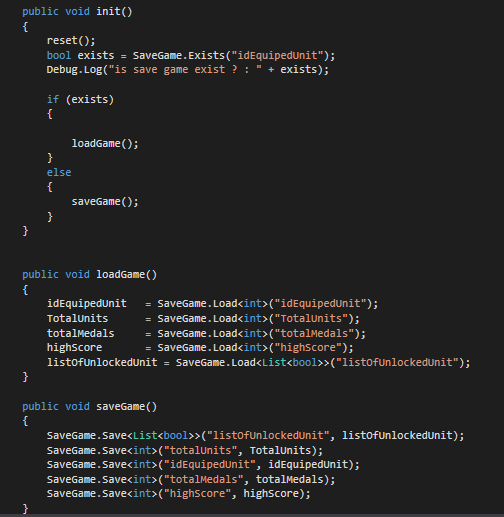 public void init()
{
    reset();
    bool exists = SaveGame.Exists("idEquipedUnit");
    Debug.Log("is save game exist ? : " + exists);

    if (exists)
    {

        loadGame();
    }
    else
    {
        saveGame();
    }
}


public void loadGame()
{
    idEquipedUnit   = SaveGame.Load<int>("idEquipedUnit");
    TotalUnits      = SaveGame.Load<int>("TotalUnits");
    totalMedals     = SaveGame.Load<int>("totalMedals");
    highScore       = SaveGame.Load<int>("highScore");
    listOfUnlockedUnit = SaveGame.Load<List<bool>>("listOfUnlockedUnit");
}

public void saveGame()
{
    SaveGame.Save<List<bool>>("listOfUnlockedUnit", listOfUnlockedUnit);
    SaveGame.Save<int>("totalUnits", TotalUnits);
    SaveGame.Save<int>("idEquipedUnit", idEquipedUnit);
    SaveGame.Save<int>("totalMedals", totalMedals);
    SaveGame.Save<int>("highScore", highScore);
}